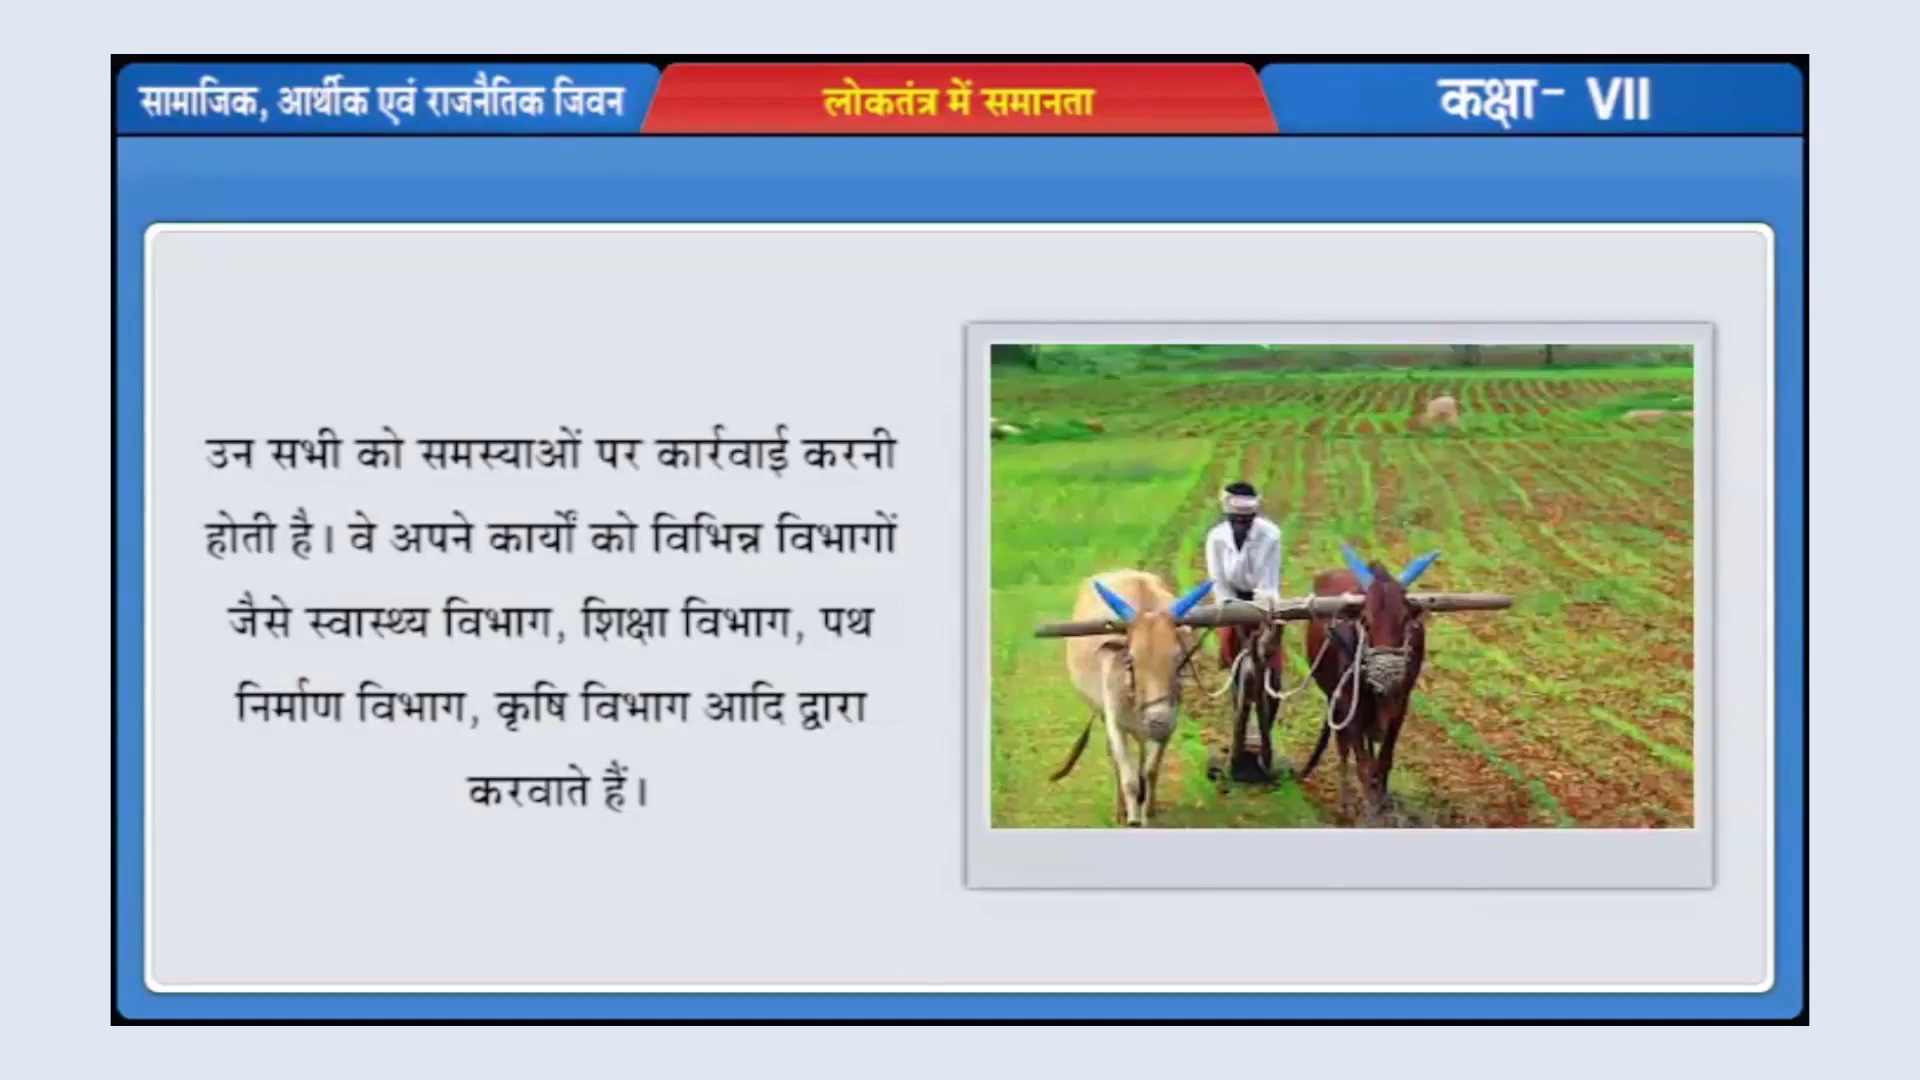 सामाजिक, आर्थीक एवं राजनैतिक जिवन
लोकतंत्र में समानता
कक्षा- VII
उन सभी को समस्याओं पर कार्रवाई करनी
होती है। वे अपने कार्यों को विभिन्न विभागों
जैसे स्वास्थ्य विभाग, शिक्षा विभाग, पथ
निर्माण विभाग, कृषि विभाग आदि द्वारा
करवाते हैं।